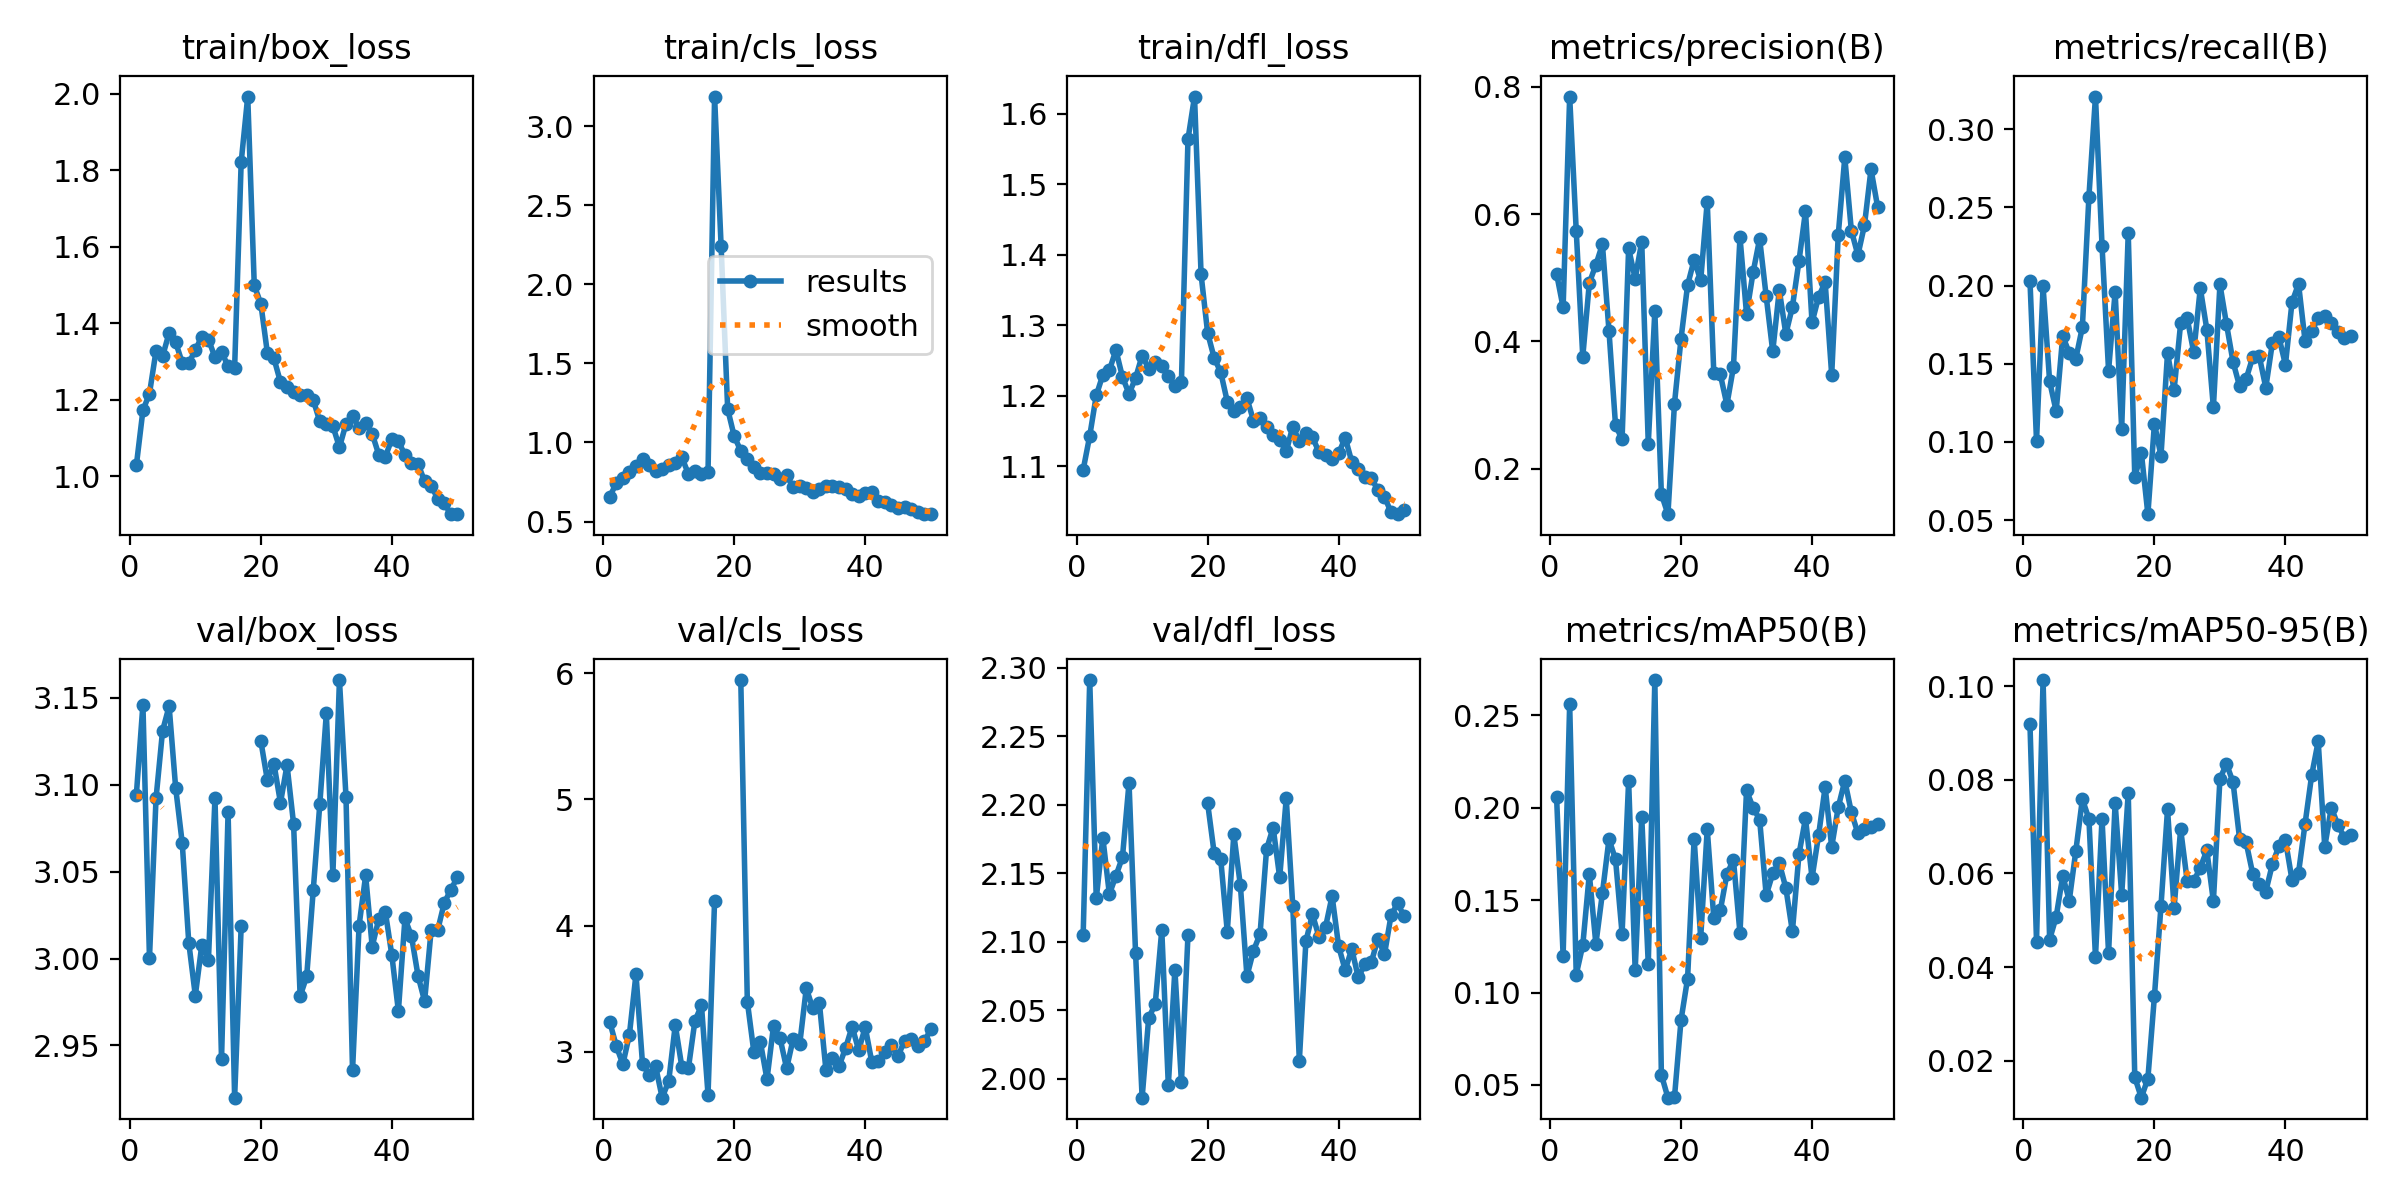 train/box_loss
2.0
1.8
1.6
1.4
1.2
1.0
0 20 40
train/cls_loss
3.0
2.5
2.0
1.5
1.0
0.5
0 20 40
results
smooth
train/dfl_loss
1.6
1.5
1.4
1.3
1.2
1.1
0 20 40
metrics/precision(B)
0.8
0.6
0.4
0.2
0 20 40
metrics/recall(B)
0.30
0.25
0.20
0.15
0.10
0.05
0 20 40
val/box_loss
3.15
3.10
3.05
3.00
2.95
0 20 40
val/cls_loss
6
5
4
3
0 20 40
val/dfl_loss
2.30
2.25
2.20
2.15
2.10
2.05
2.00
0 20 40
metrics/mAP50(B)
0.25
0.20
0.15
0.10
0.05
0 20 40
metrics/mAP50-95(B)
0.10
0.08
0.06
0.04
0.02
0 20 40